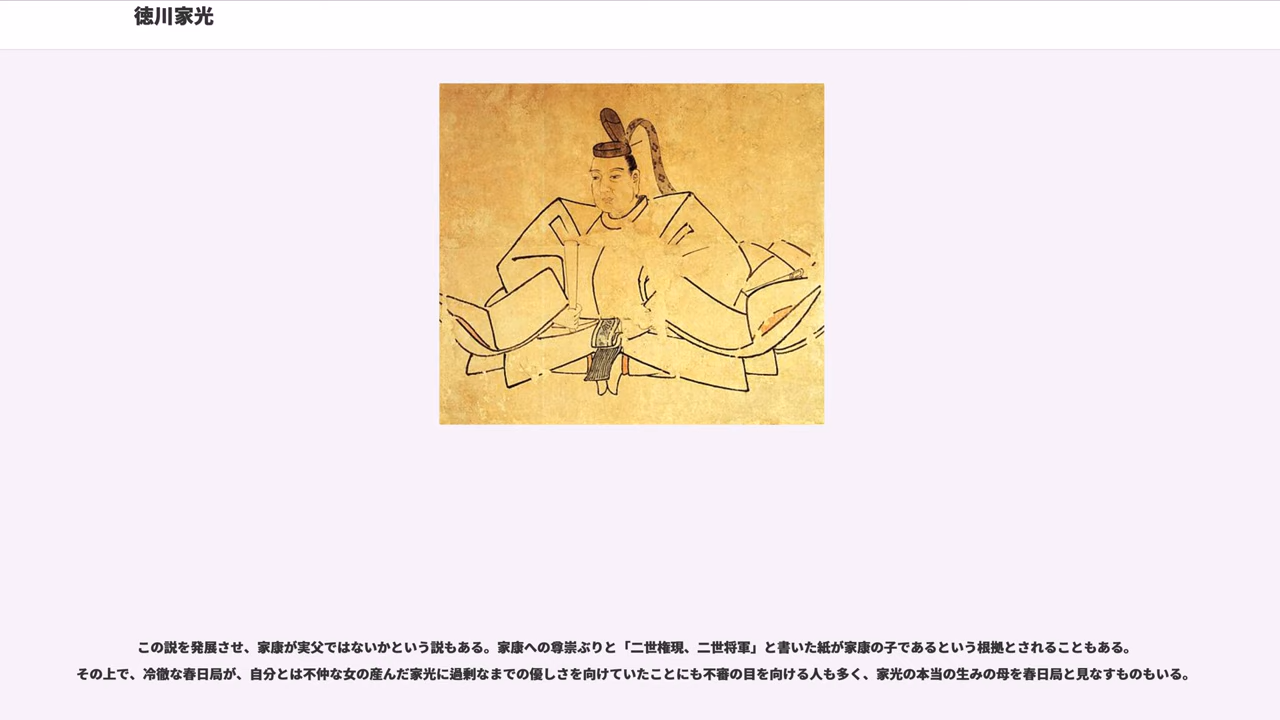 徳川家光
この説を発展させ、家康が実父ではないかという説もある。家康への尊崇ぶりと「二世権現、二世将軍」と書いた紙が家康の子であるという根拠とされることもある。
その上で、冷徹な春日局が、自分とは不仲な女の産んだ家光に過剰なまでの優しさを向けていたことにも不審の目を向ける人も多く、家光の本当の生みの母を春日局と見なすものもいる。